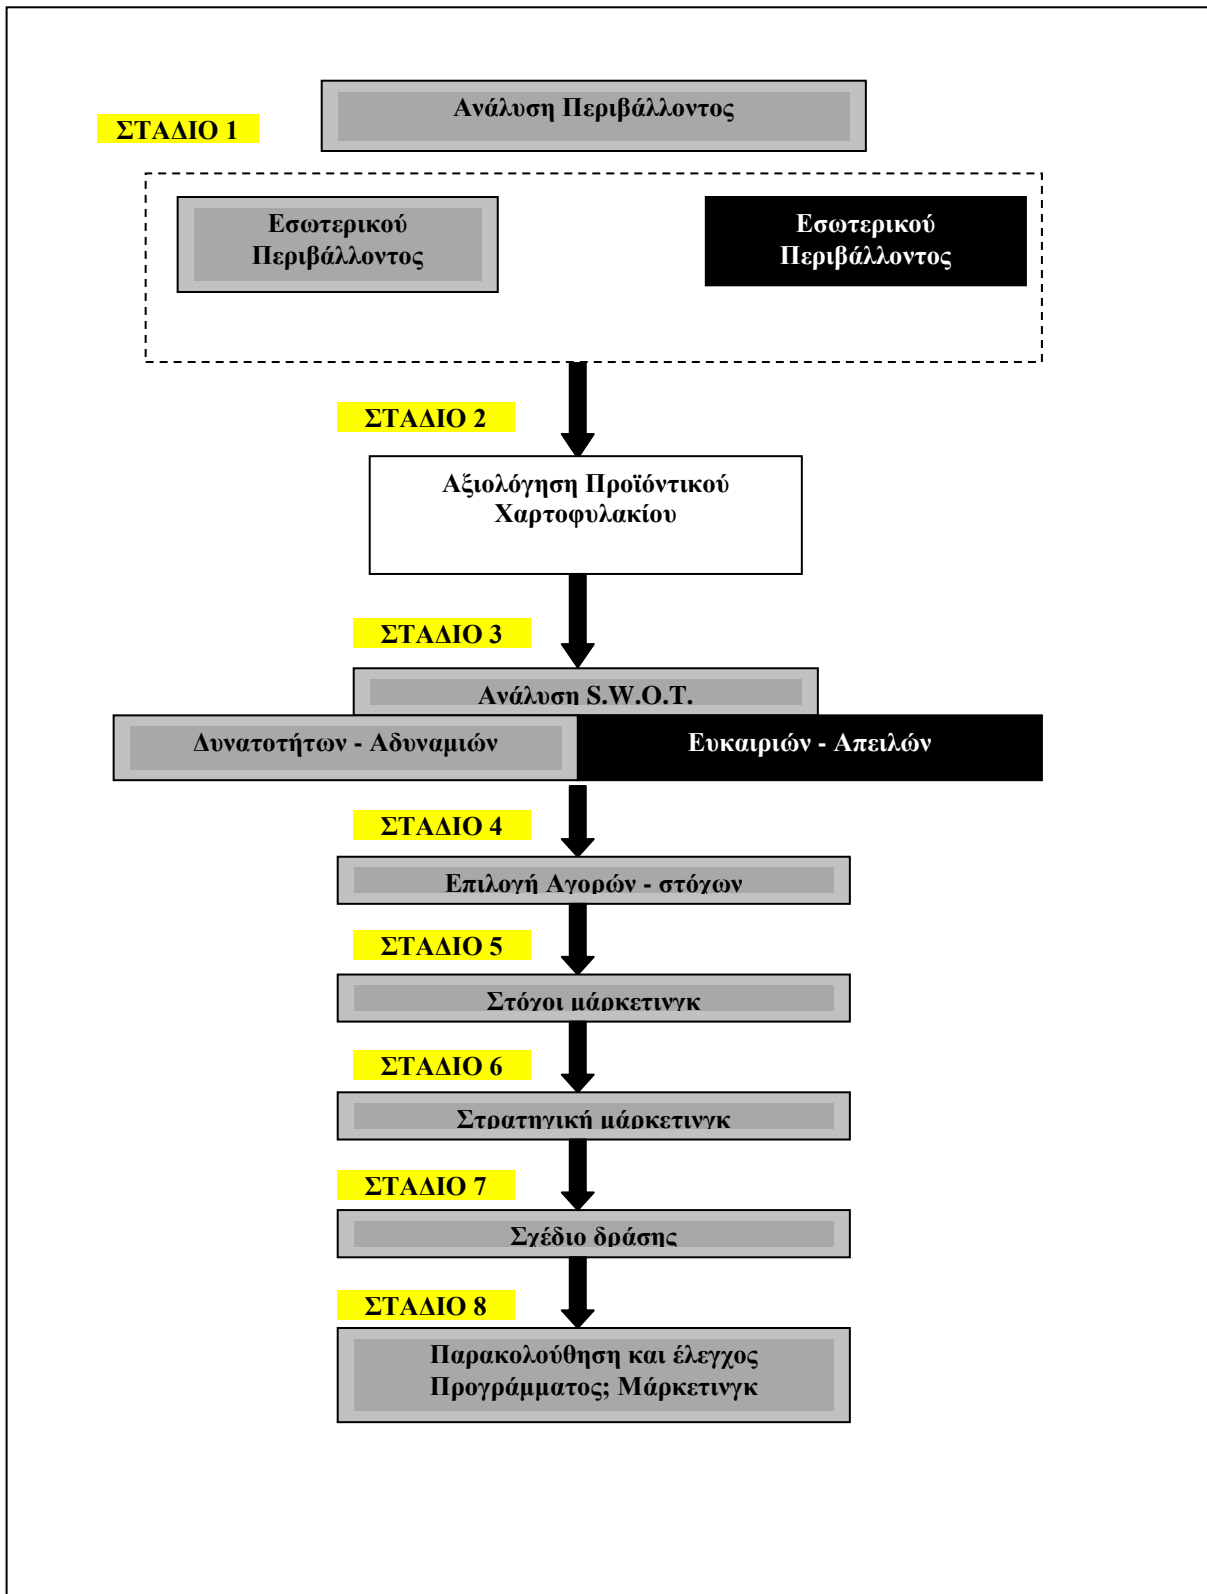 Ανάλυση Περιβάλλοντος
ΣΤΑΔΙΟ 1
Εσωτερικού
Περιβάλλοντος
Εσωτερικού
Περιβάλλοντος
ΣΤΑΔΙΟ 2
Αξιολόγηση Προϊόντικού
Χαρτοφυλακίου
ΣΤΑΔΙΟ 3
Ανάλυση S.W.O.T.
Δυνατοτήτων - Αδυναμιών
Ευκαιριών - Απειλών
ΣΤΑΔΙΟ 4
Επιλογή Αγορών - στόχων
ΣΤΑΔΙΟ 5
Στόχοι μάρκετινγκ
ΣΤΑΔΙΟ 6
Στρατηγική μάρκετινγκ
ΣΤΑΔΙΟ 7
Σχέδιο δράσης
ΣΤΑΔΙΟ 8
Παρακολούθηση και έλεγχος
Προγράμματος; Μάρκετινγκ